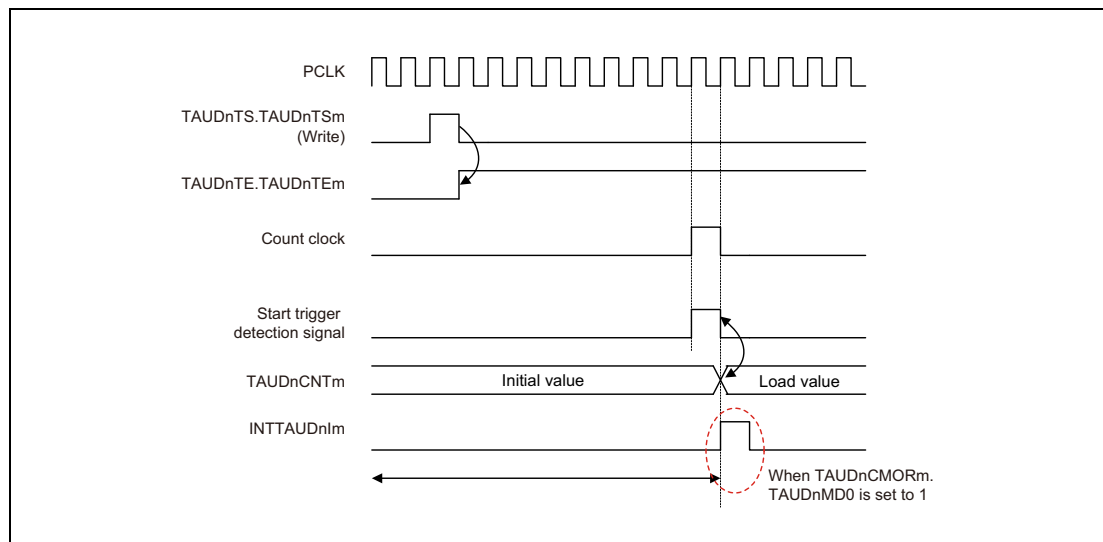 PCLK
TAUDnTS.TAUDnTSm
(Write)
TAUDnTE.TAUDnTEm
Count clock
Start trigger
detection signal
TAUDnCNTm
Initial value
Load value
INTTAUDnIm
When TAUDnCMORm.
TAUDnMD0 is set to 1